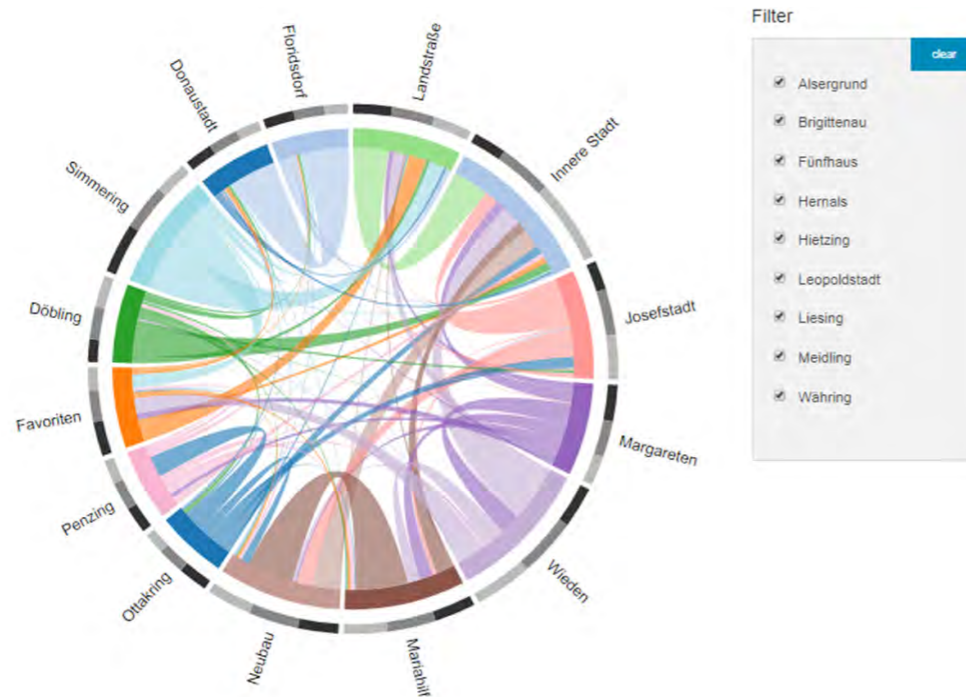 Filter
clear
Alsergrund
Brigittenau
Fünfhaus
Hernals
Hietzing
Leopoldstadt
Liesing
Meidling
Währing
Floridsdorf
Landstraße
Innere Stadt
Josefstadt
Margareten
Wieden
Mariahilf
Neubau
Ottakring
Penzing
Favoriten
Döbling
Simmering
Donaustadt